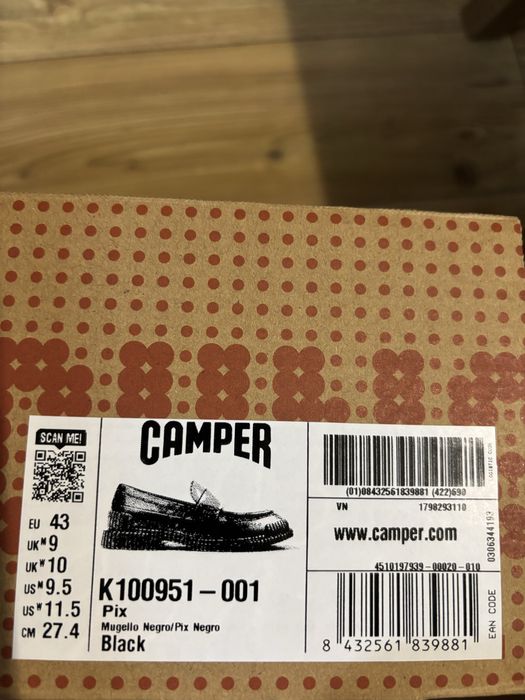 SCAN ME!
EU 43
UK M 9
UK W 10
US M 9.5
US W 11.5
CM 27.4
CAMPER
K100951-001
Pix
Mugello Negro/Pix Negro
Black
(01)08432561839881 (422)690
VN 1798293110
www.camper.com
4510197939-00020-010
8 432561 839881
EAN CODE
0306344193